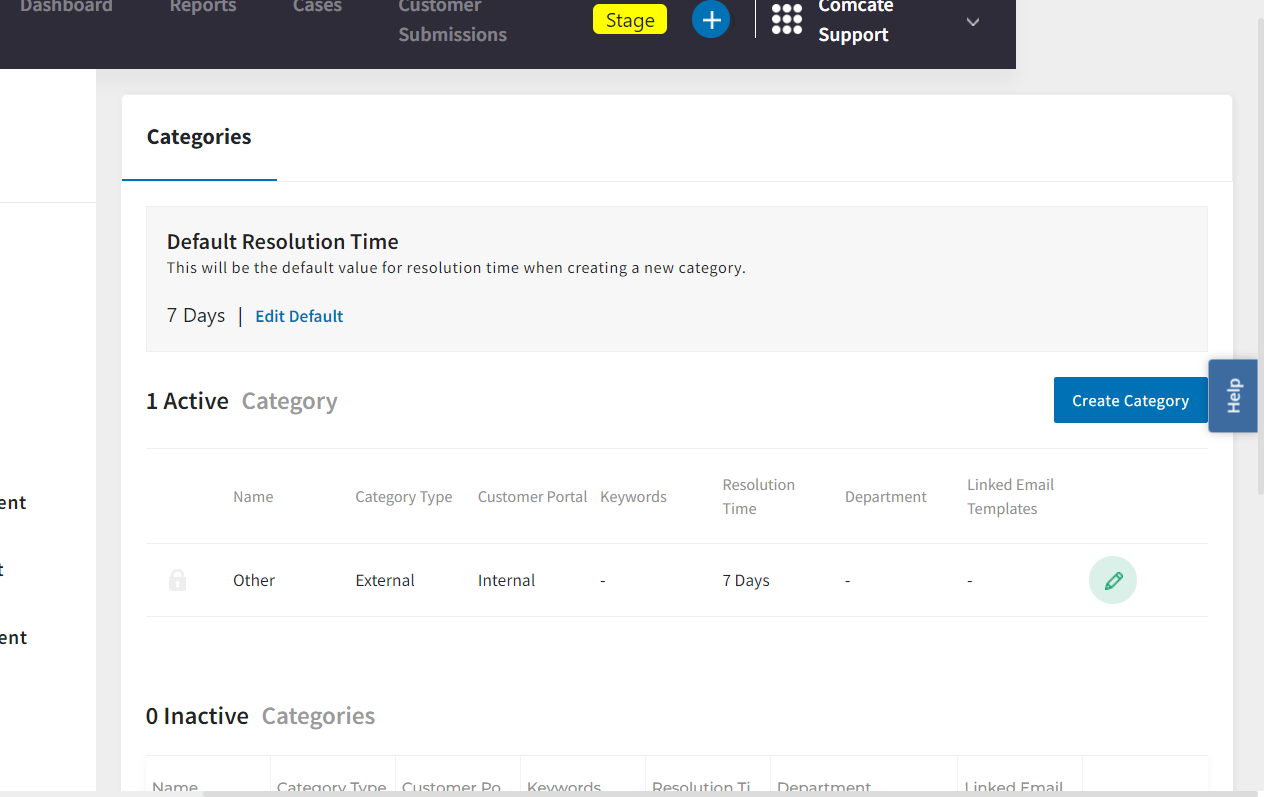 Dashboard Reports Cases Customer Submissions Stage Comcate Support
Categories
Default Resolution Time
This will be the default value for resolution time when creating a new category.
7 Days | Edit Default
1 Active Category Create Category
Help
Name Category Type Customer Portal Keywords Resolution Time Department Linked Email Templates
ent
Other External Internal - 7 Days - -
t
ent
0 Inactive Categories
Name Category Type Customer Po Keywords Resolution Ti Department Linked Email